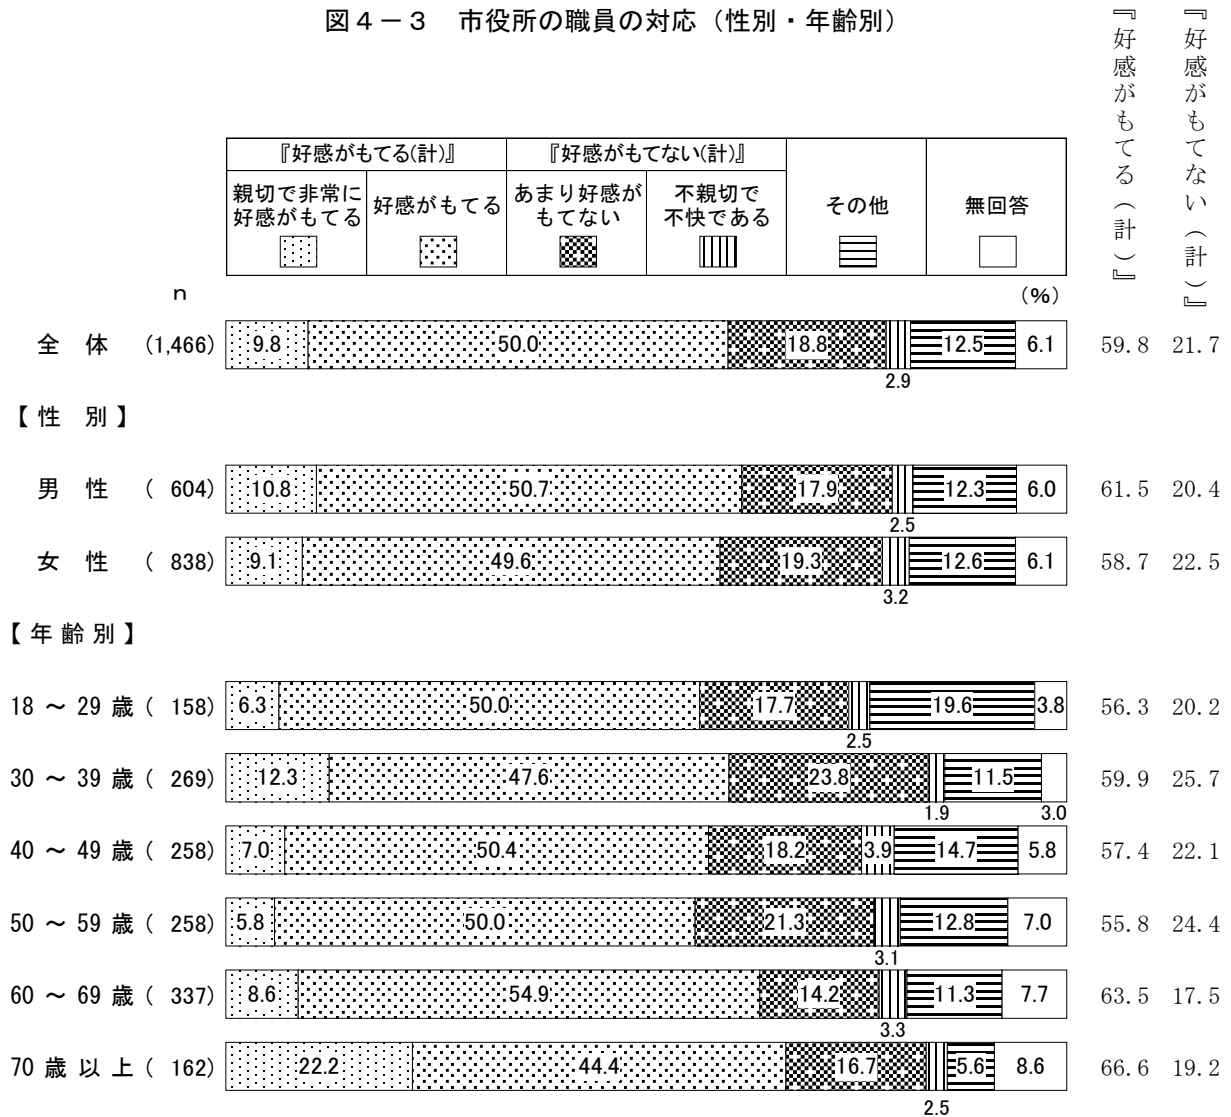 図４－３　市役所の職員の対応（性別・年齢別）
『好感がもてる（計）』
『好感がもてない（計）』
『好感がもてる(計)』 『好感がもてない(計)』
親切で非常に好感がもてる 好感がもてる あまり好感がもてない 不親切で不快である その他 無回答
ｎ (％)
全　体 (1,466) 9.8 50.0 18.8 12.5 6.1 59.8 21.7
2.9
【性　別】
男　性 ( 604) 10.8 50.7 17.9 12.3 6.0 61.5 20.4
2.5
女　性 ( 838) 9.1 49.6 19.3 12.6 6.1 58.7 22.5
3.2
【年齢別】
18 ～ 29 歳 ( 158) 6.3 50.0 17.7 19.6 3.8 56.3 20.2
2.5
30 ～ 39 歳 ( 269) 12.3 47.6 23.8 11.5 59.9 25.7
1.9 3.0
40 ～ 49 歳 ( 258) 7.0 50.4 18.2 3.9 14.7 5.8 57.4 22.1
50 ～ 59 歳 ( 258) 5.8 50.0 21.3 12.8 7.0 55.8 24.4
3.1
60 ～ 69 歳 ( 337) 8.6 54.9 14.2 11.3 7.7 63.5 17.5
3.3
70 歳 以 上 ( 162) 22.2 44.4 16.7 5.6 8.6 66.6 19.2
2.5